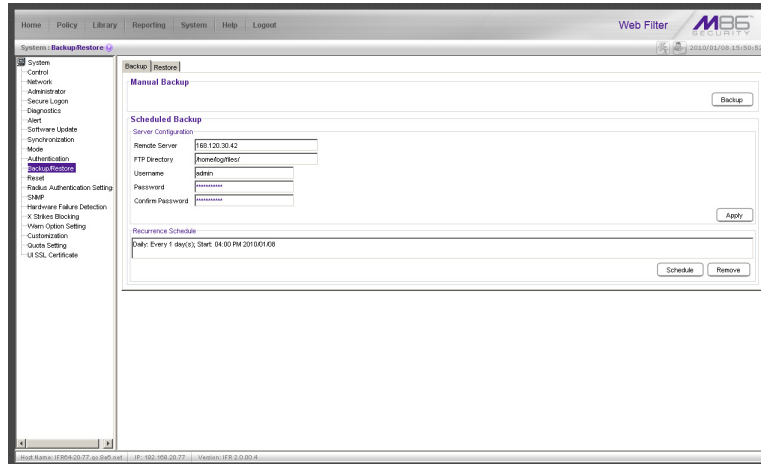 Home Policy Library Reporting System Help Logout
Web Filter
M86
SECURITY
System : Backup/Restore
2010/01/08 15:50:52
System
Control
Network
Administrator
Secure Logon
Diagnostics
Alert
Software Update
Synchronization
Mode
Authentication
Backup/Restore
Reset
Radius Authentication Setting
SNMP
Hardware Failure Detection
X Strikes Blocking
Warn Option Setting
Customization
Quota Setting
UI SSL Certificate
Backup Restore
Manual Backup
Backup
Scheduled Backup
Server Configuration
Remote Server 168.120.30.42
FTP Directory /home/log/files/
Username admin
Password ***********
Confirm Password ***********
Apply
Recurrence Schedule
Daily: Every 1 day(s); Start: 04:00 PM 2010/01/08
Schedule Remove
Host Name: IFR64-20-77.qc.8e6.net IP: 192.168.20.77 Version: IFR 2.0.00.4